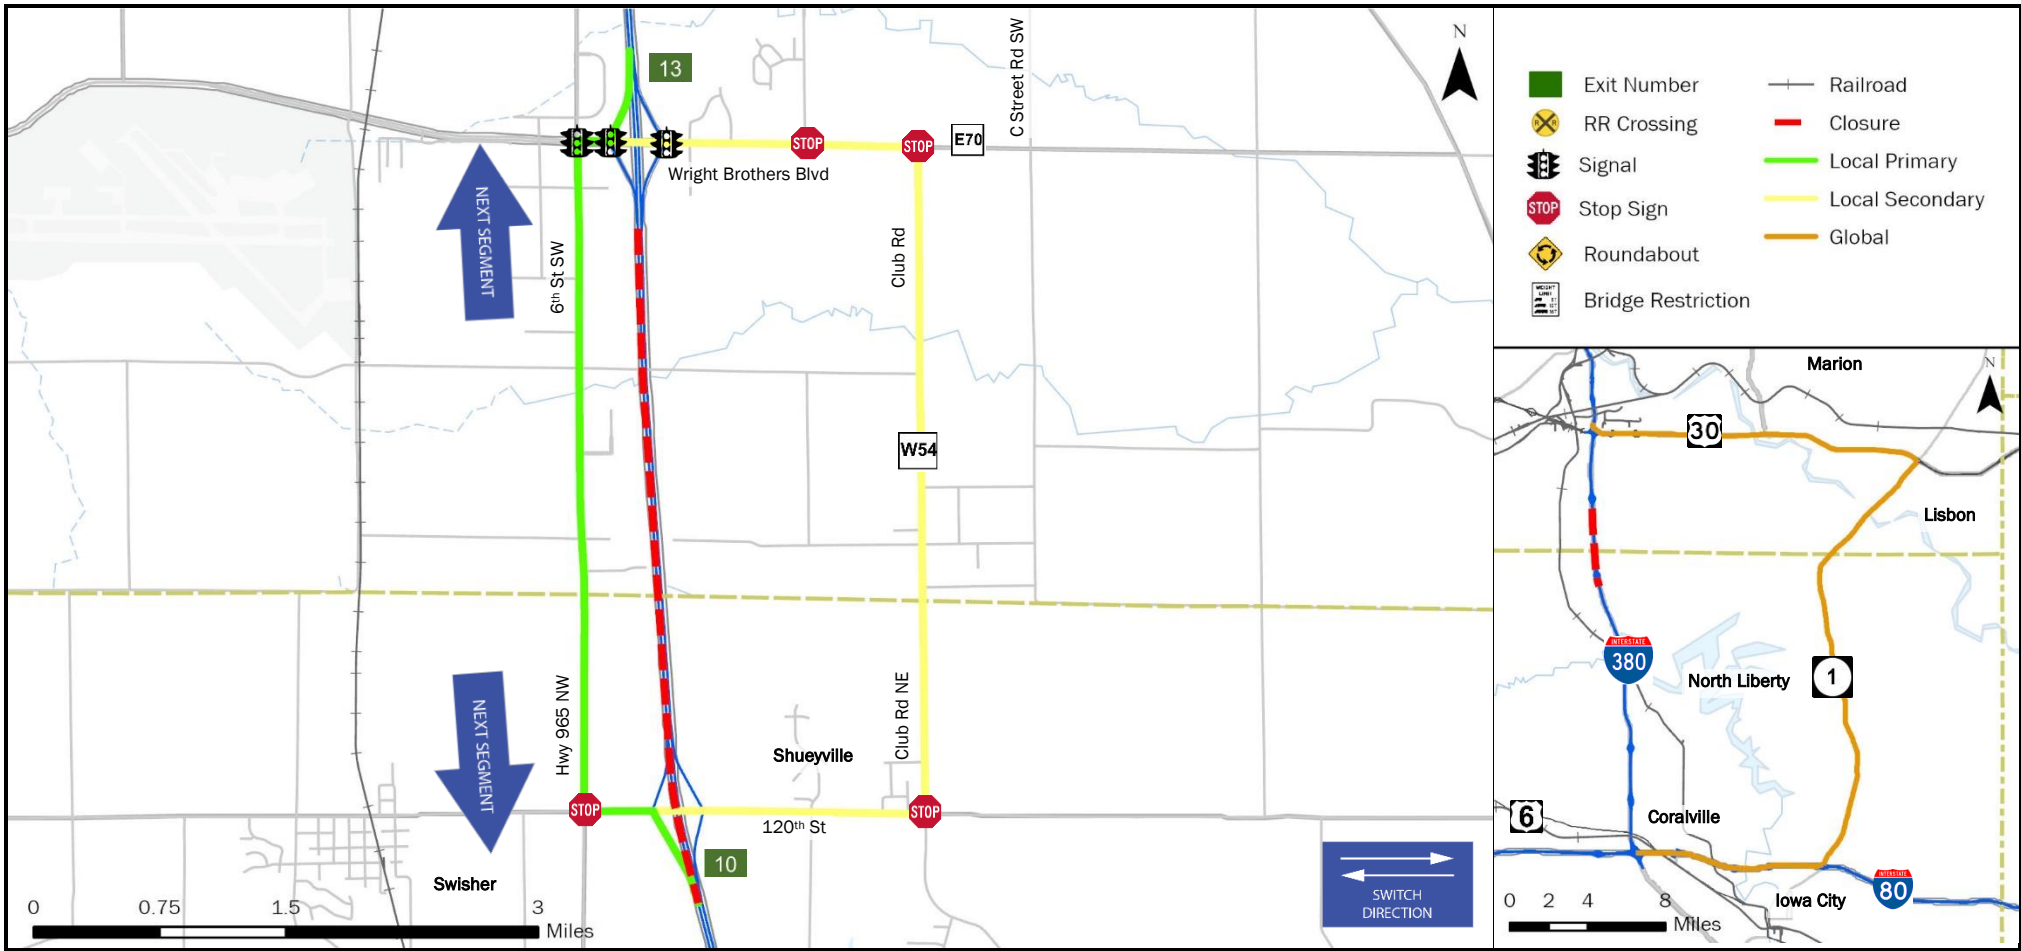 13
N
C Street Rd SW
STOP
STOP
E70
Wright Brothers Blvd
NEXT SEGMENT
6th St SW
Club Rd
W54
NEXT SEGMENT
Hwy 965 NW
Club Rd NE
Shueyville
STOP
STOP
120th St
10
Swisher
0 0.75 1.5 3
Miles
SWITCH
DIRECTION
Exit Number
RR Crossing
Signal
STOP
Stop Sign
Roundabout
WEIGHT
LIMIT
Bridge Restriction
Railroad
Closure
Local Primary
Local Secondary
Global
Marion
N
30
Lisbon
INTERSTATE
380
North Liberty
1
6
Coralville
INTERSTATE
80
Iowa City
0 2 4 8
Miles